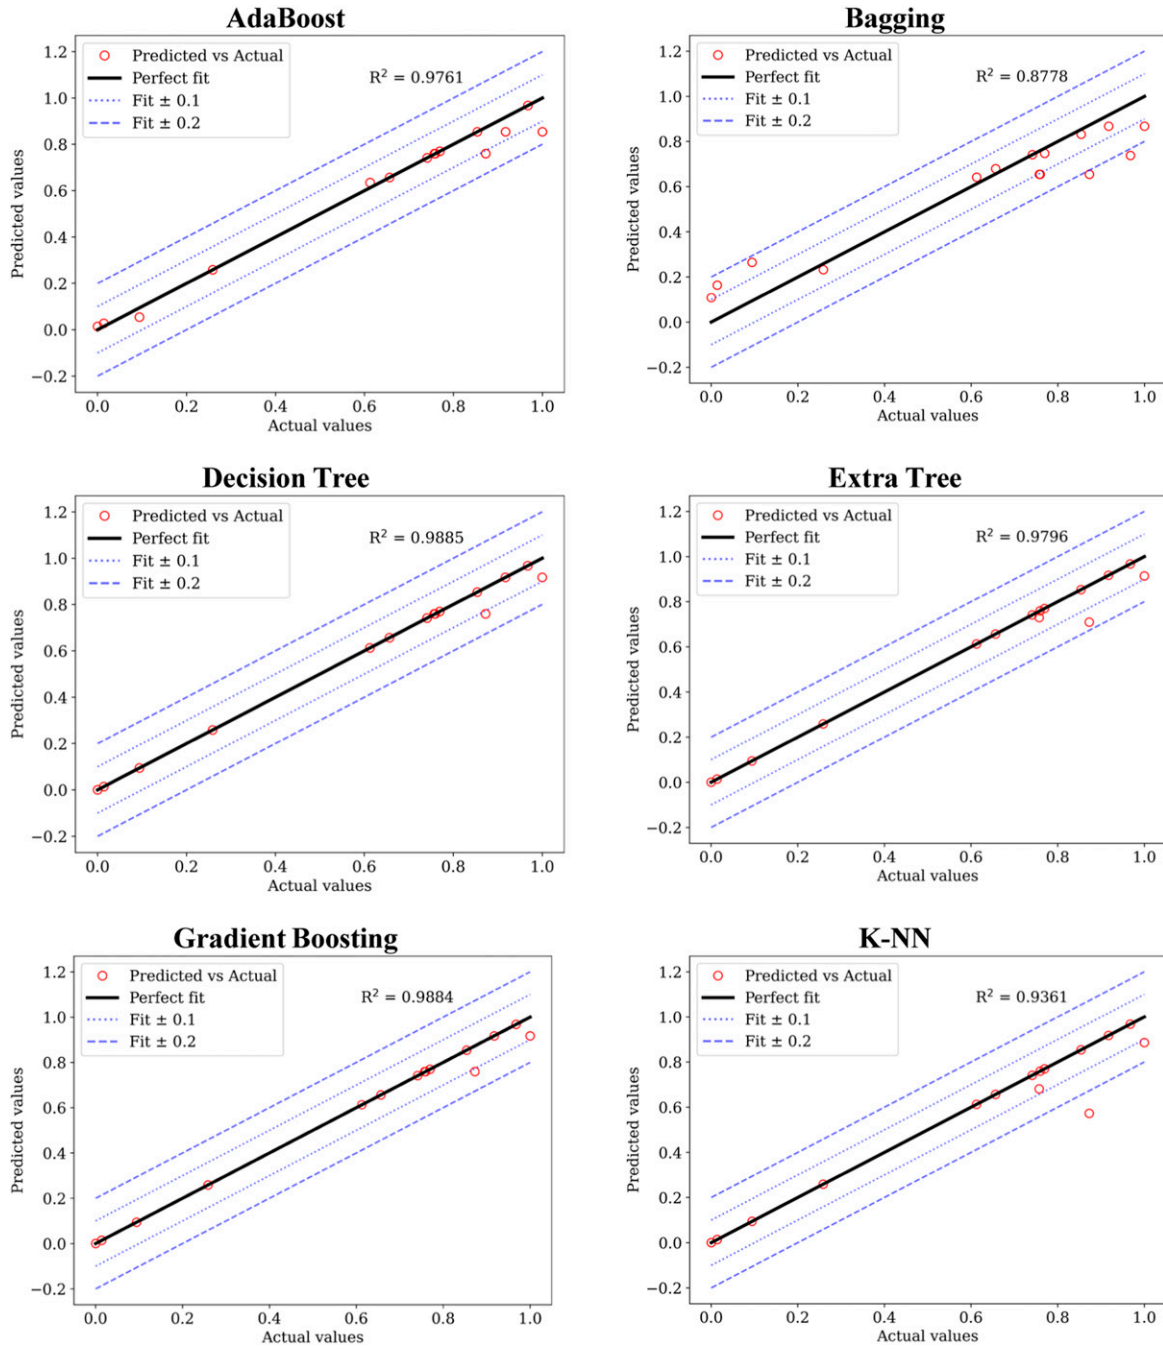 AdaBoost
1.2
1.0
0.8
0.6
0.4
0.2
0.0
−0.2
Predicted values
Predicted vs Actual
Perfect fit
Fit ± 0.1
Fit ± 0.2
R² = 0.9761
0.0 0.2 0.4 0.6 0.8 1.0
Actual values
Bagging
1.2
1.0
0.8
0.6
0.4
0.2
0.0
−0.2
Predicted values
Predicted vs Actual
Perfect fit
Fit ± 0.1
Fit ± 0.2
R² = 0.8778
0.0 0.2 0.4 0.6 0.8 1.0
Actual values
Decision Tree
1.2
1.0
0.8
0.6
0.4
0.2
0.0
−0.2
Predicted values
Predicted vs Actual
Perfect fit
Fit ± 0.1
Fit ± 0.2
R² = 0.9885
0.0 0.2 0.4 0.6 0.8 1.0
Actual values
Extra Tree
1.2
1.0
0.8
0.6
0.4
0.2
0.0
−0.2
Predicted values
Predicted vs Actual
Perfect fit
Fit ± 0.1
Fit ± 0.2
R² = 0.9796
0.0 0.2 0.4 0.6 0.8 1.0
Actual values
Gradient Boosting
1.2
1.0
0.8
0.6
0.4
0.2
0.0
−0.2
Predicted values
Predicted vs Actual
Perfect fit
Fit ± 0.1
Fit ± 0.2
R² = 0.9884
0.0 0.2 0.4 0.6 0.8 1.0
Actual values
K-NN
1.2
1.0
0.8
0.6
0.4
0.2
0.0
−0.2
Predicted values
Predicted vs Actual
Perfect fit
Fit ± 0.1
Fit ± 0.2
R² = 0.9361
0.0 0.2 0.4 0.6 0.8 1.0
Actual values